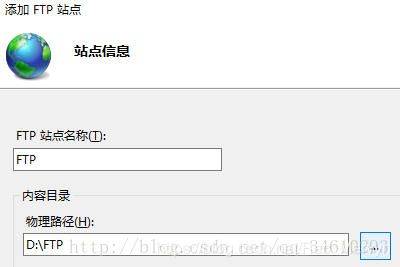 添加 FTP 站点
站点信息
FTP 站点名称(T):
FTP
内容目录
物理路径(H):
D:\FTP
...
http://blog.csdn.net/qq_34610293